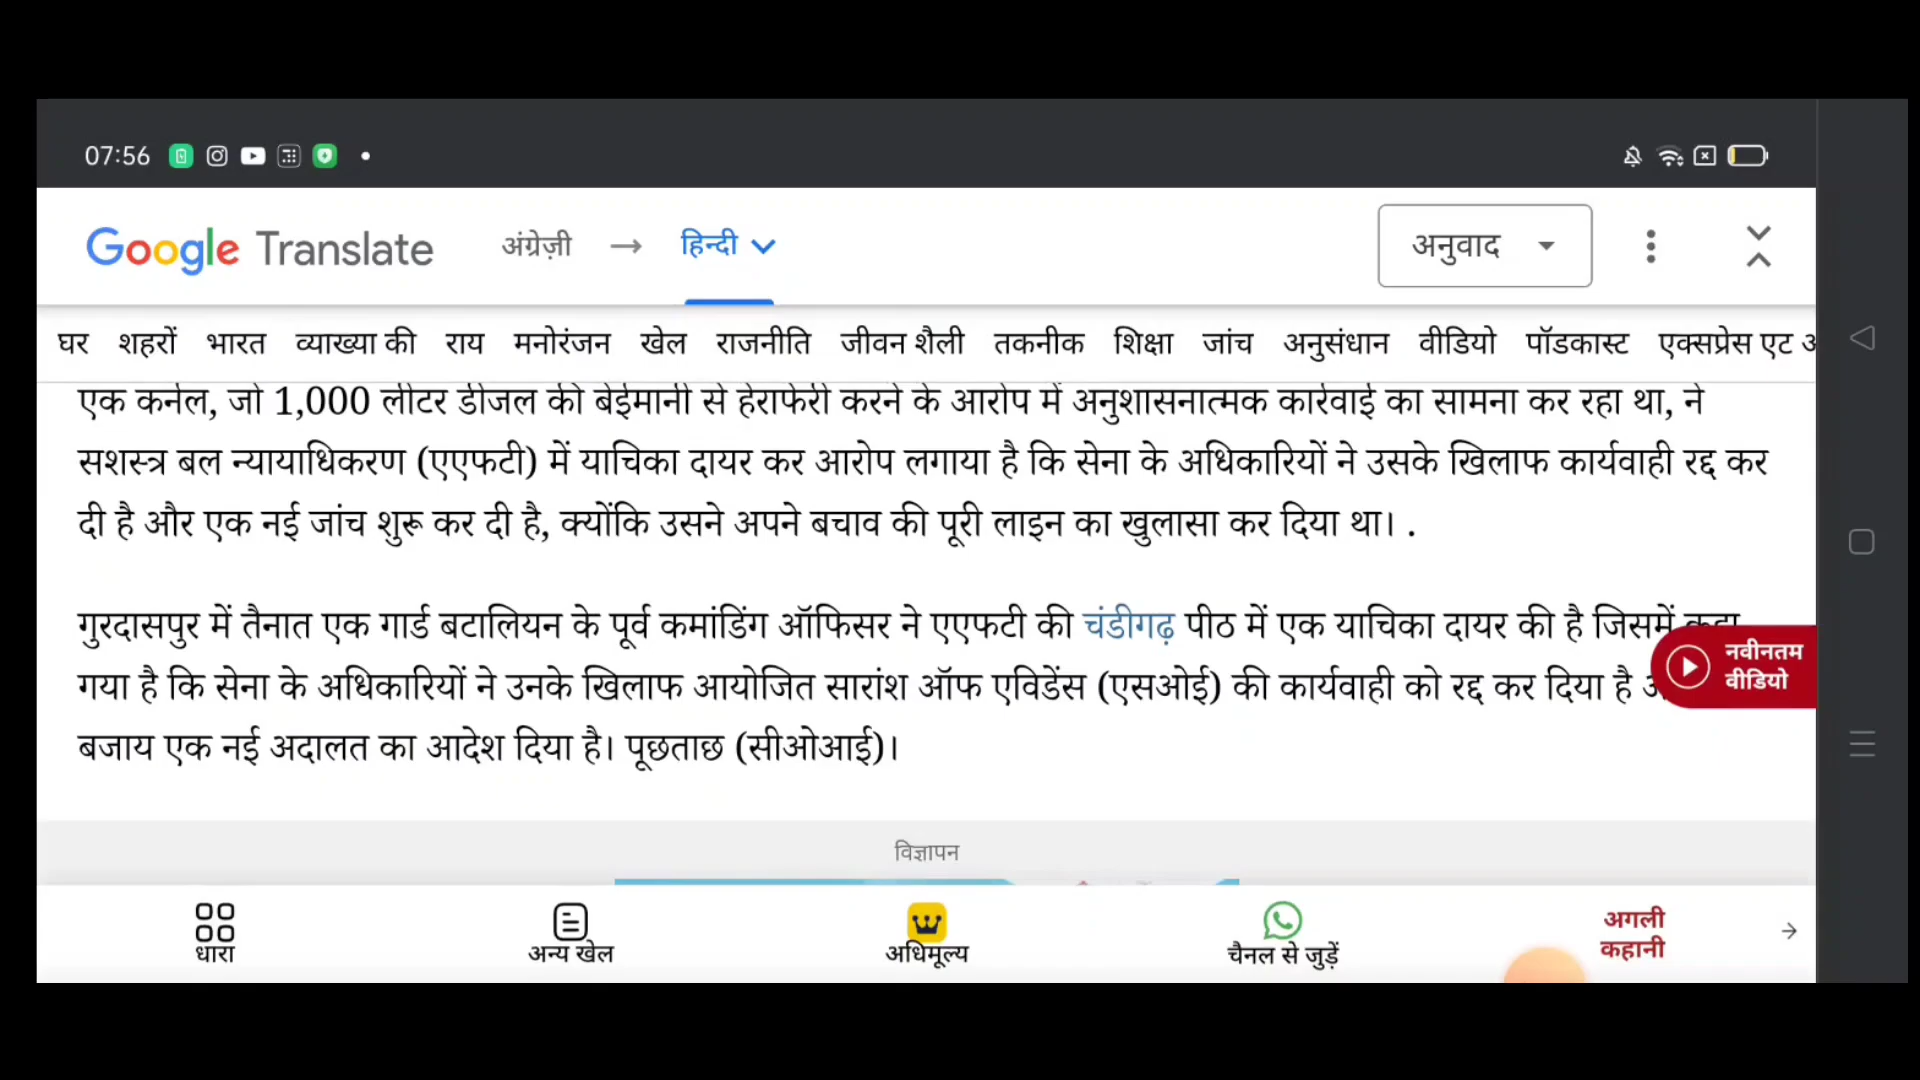 07:56
Google Translate अंग्रेज़ी → हिन्दी अनुवाद
घर शहरों भारत व्याख्या की राय मनोरंजन खेल राजनीति जीवन शैली तकनीक शिक्षा जांच अनुसंधान वीडियो पॉडकास्ट एक्सप्रेस एट
एक कर्नल, जो 1,000 लीटर डीजल की बेईमानी से हेराफेरी करने के आरोप में अनुशासनात्मक कार्रवाई का सामना कर रहा था, ने
सशस्त्र बल न्यायाधिकरण (एएफटी) में याचिका दायर कर आरोप लगाया है कि सेना के अधिकारियों ने उसके खिलाफ कार्यवाही रद्द कर
दी है और एक नई जांच शुरू कर दी है, क्योंकि उसने अपने बचाव की पूरी लाइन का खुलासा कर दिया था। .
गुरदासपुर में तैनात एक गार्ड बटालियन के पूर्व कमांडिंग ऑफिसर ने एएफटी की चंडीगढ़ पीठ में एक याचिका दायर की है जिसमें कहा
गया है कि सेना के अधिकारियों ने उनके खिलाफ आयोजित सारांश ऑफ एविडेंस (एसओई) की कार्यवाही को रद्द कर दिया है
बजाय एक नई अदालत का आदेश दिया है। पूछताछ (सीओआई)।
नवीनतम
वीडियो
विज्ञापन
धारा अन्य खेल अधिमूल्य चैनल से जुड़ें
अगली
कहानी